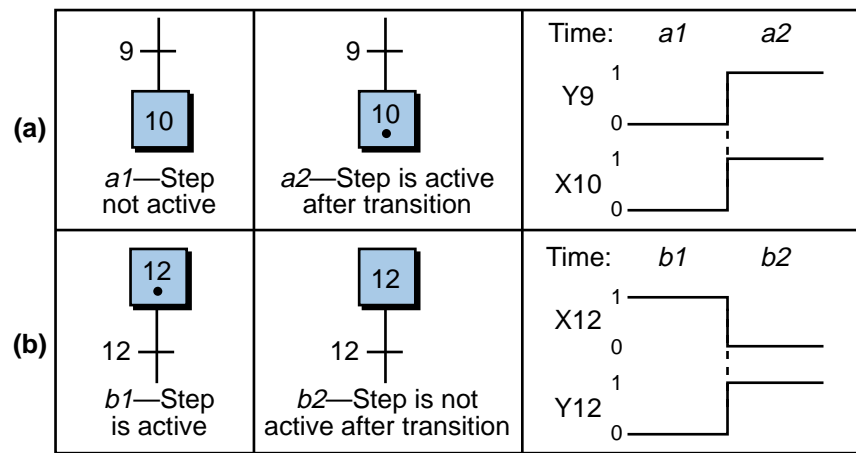 (a)
9
10
a1—Step
not active
9
10
a2—Step is active
after transition
Time: a1 a2
1
Y9
0
1
X10
0
(b)
12
12
b1—Step
is active
12
12
b2—Step is not
active after transition
Time: b1 b2
1
X12
0
1
Y12
0